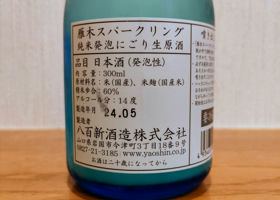 雁木スパークリング
純米発泡にごり生原酒
品目 日本酒(発泡性)
内容量：300ml
原材料名：米(国産)、米麹(国産米)
精米歩合：60%
アルコール分：14度
製造年月 24.05
製造者
八百新酒造株式会社
山口県岩国市今津町3丁目18番9号
0827-21-3185 www.yaoshin.co.jp
お酒は二十歳になってから